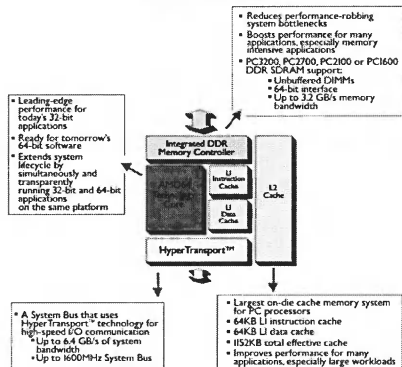 • Reduces performance-robbing
system bottlenecks
• Boosts performance for many
applications, especially memory
intensive applications
• PC3200, PC2700, PC2100 or PC1600
DDR SDRAM support:
• Unbuffered DIMMs
• 64-bit interface
• Up to 3.2 GB/s memory
bandwidth
• Leading-edge
performance for
today's 32-bit
applications
• Ready for tomorrow's
64-bit software
• Extends system
lifecycle by
simultaneously and
transparently
running 32-bit and 64-bit
applications
on the same platform
Integrated DDR
Memory Controller
AMD64
L1
Instruction
Cache
L1
Data
Cache
L2
Cache
HyperTransport™
• A System Bus that uses
HyperTransport™ technology for
high-speed I/O communication
• Up to 6.4 GB/s of system
bandwidth
• Up to 1600MHz System Bus
• Largest on-die cache memory system
for PC processors
• 64KB L1 instruction cache
• 64KB L1 data cache
• 1152KB total effective cache
• Improves performance for many
applications, especially large workloads